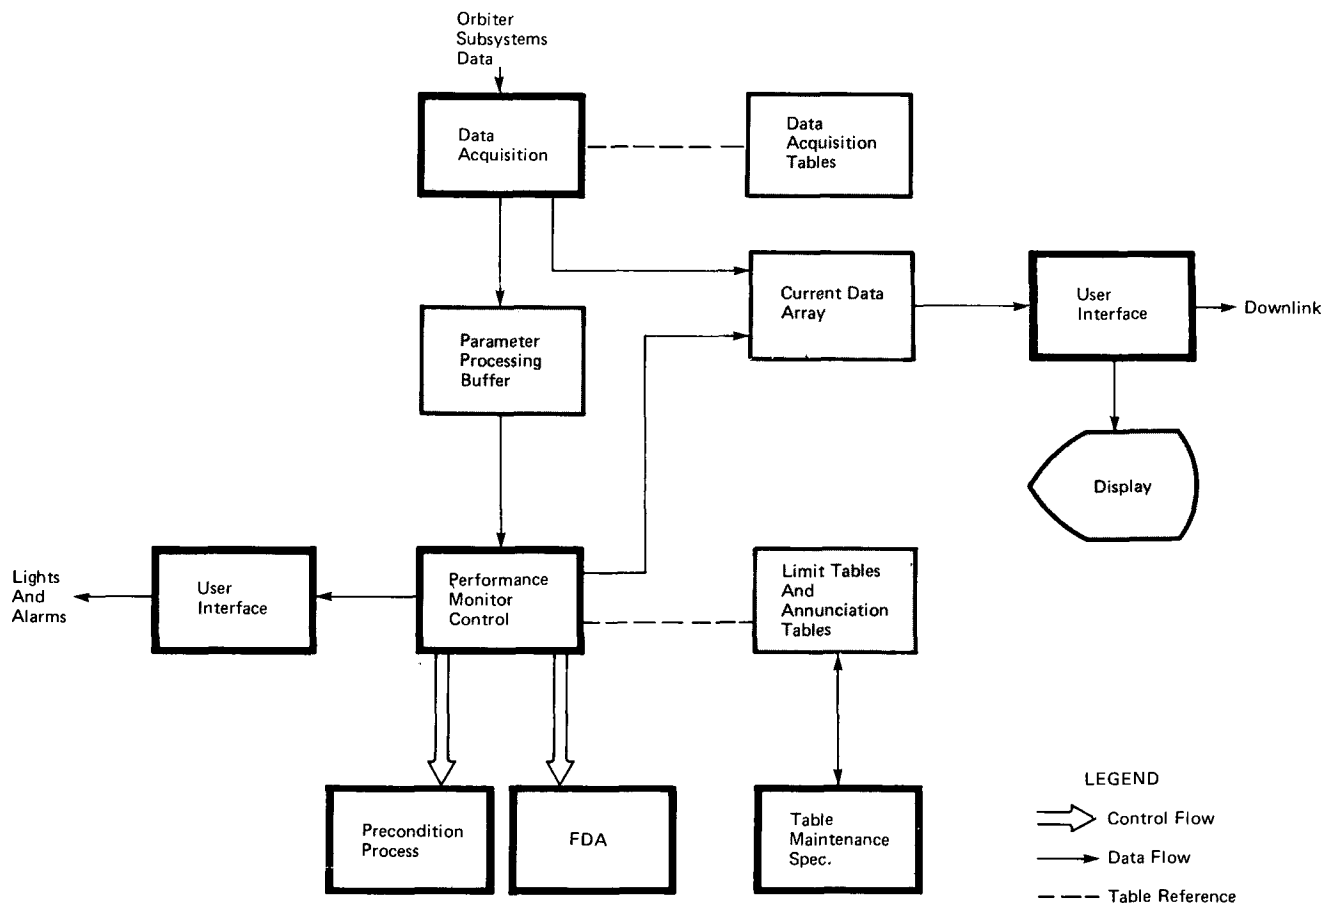 Orbiter
Subsystems
Data
Data
Acquisition
Data
Acquisition
Tables
Current Data
Array
User
Interface
Downlink
Parameter
Processing
Buffer
Display
Lights
And
Alarms
User
Interface
Performance
Monitor
Control
Limit Tables
And
Annunciation
Tables
Precondition
Process
FDA
Table
Maintenance
Spec.
LEGEND
Control Flow
Data Flow
Table Reference